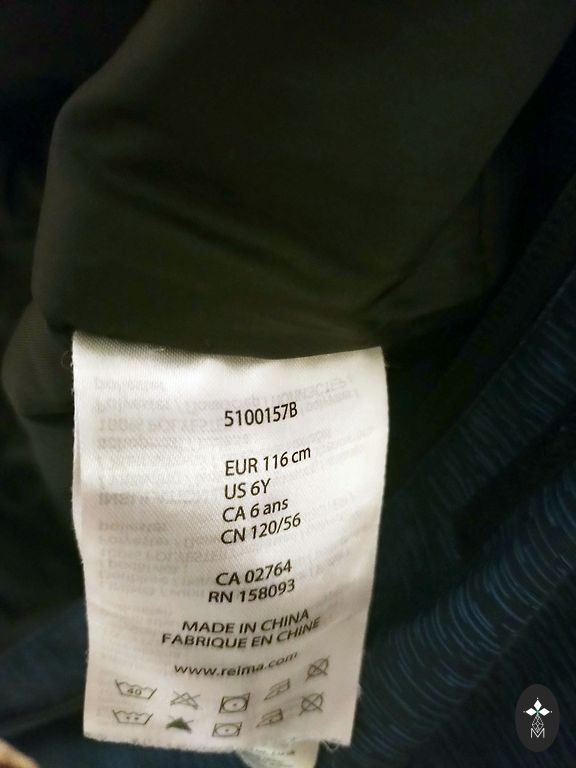 5100157B
EUR 116 cm
US 6Y
CA 6 ans
CN 120/56
CA 02764
RN 158093
MADE IN CHINA
FABRIQUE EN CHINE
www.reima.com
40